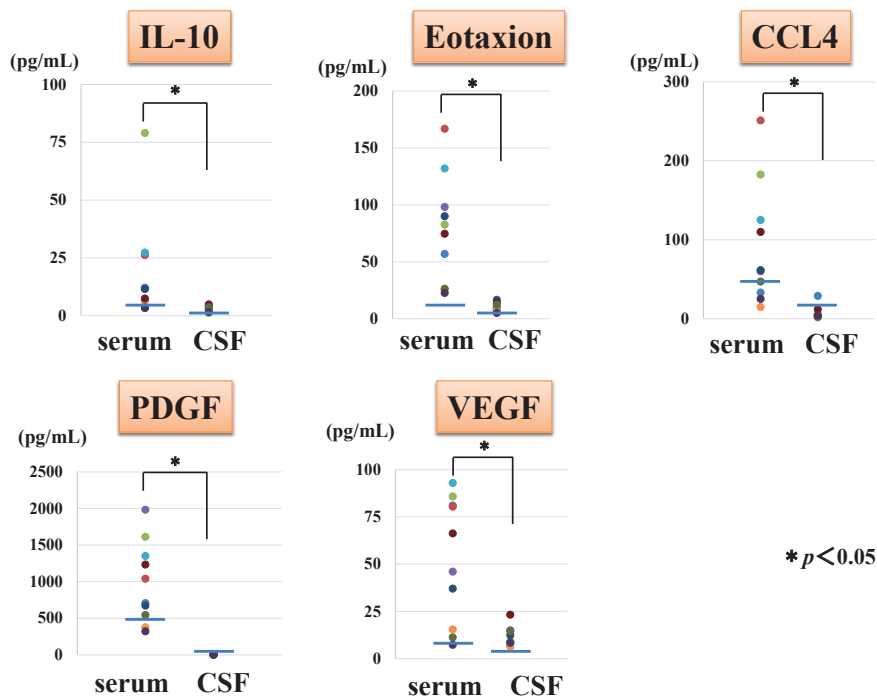 IL-10
Eotaxion
CCL4
(pg/mL)
(pg/mL)
(pg/mL)
100
75
50
25
0
*
serum CSF
200
150
100
50
0
*
serum CSF
300
200
100
0
*
serum CSF
PDGF
VEGF
(pg/mL)
(pg/mL)
2500
2000
1500
1000
500
0
*
serum CSF
100
75
50
25
0
*
serum CSF
* p<0.05